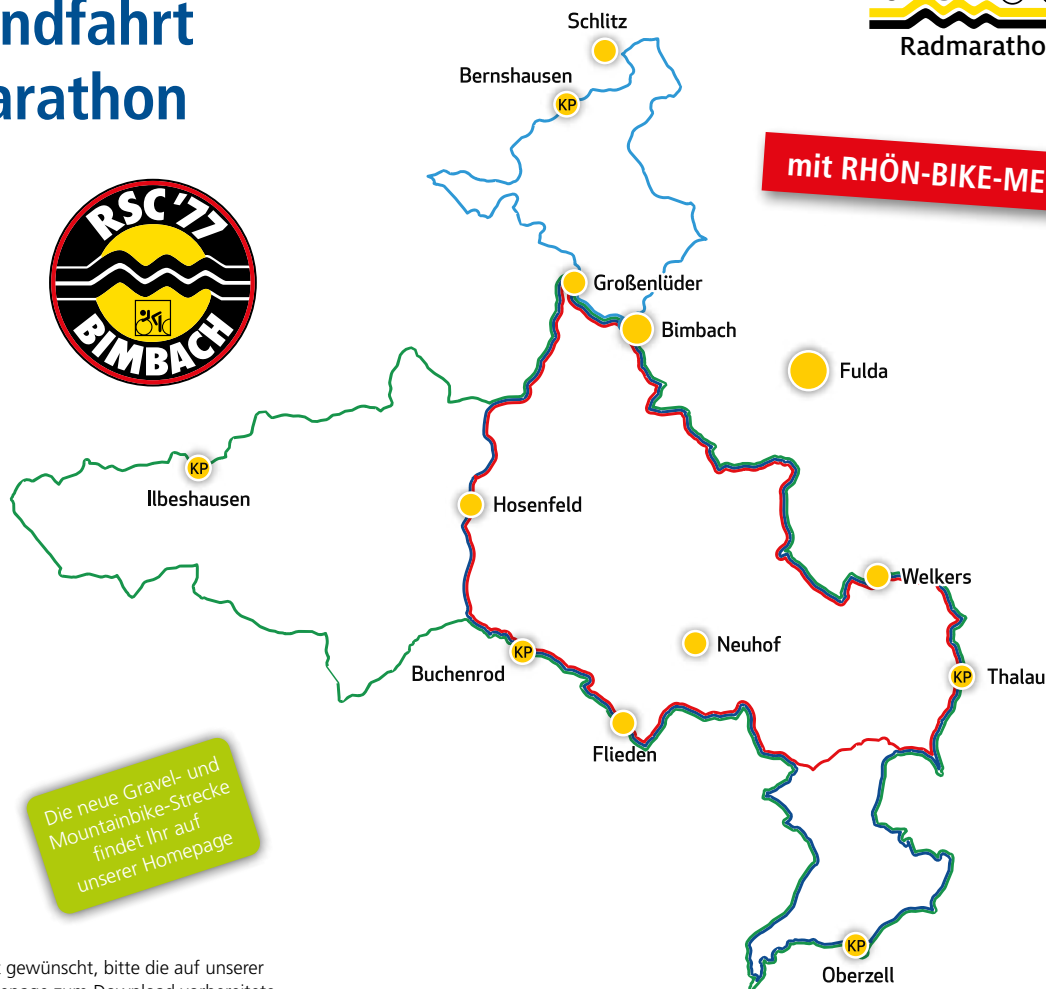 ndfahrt
arathon
Schlitz
Bernshausen
KP
Radmaratho
mit RHÖN-BIKE-ME
RSC '77
BIMBACH
Großenlüder
Bimbach
Fulda
KP
Ilbeshausen
Hosenfeld
Welkers
Neuhof
KP
Buchenrod
KP
Thalau
Flieden
Die neue Gravel- und
Mountainbike-Strecke
findet Ihr auf
unserer Homepage
KP
Oberzell
gewünscht, bitte die auf unserer